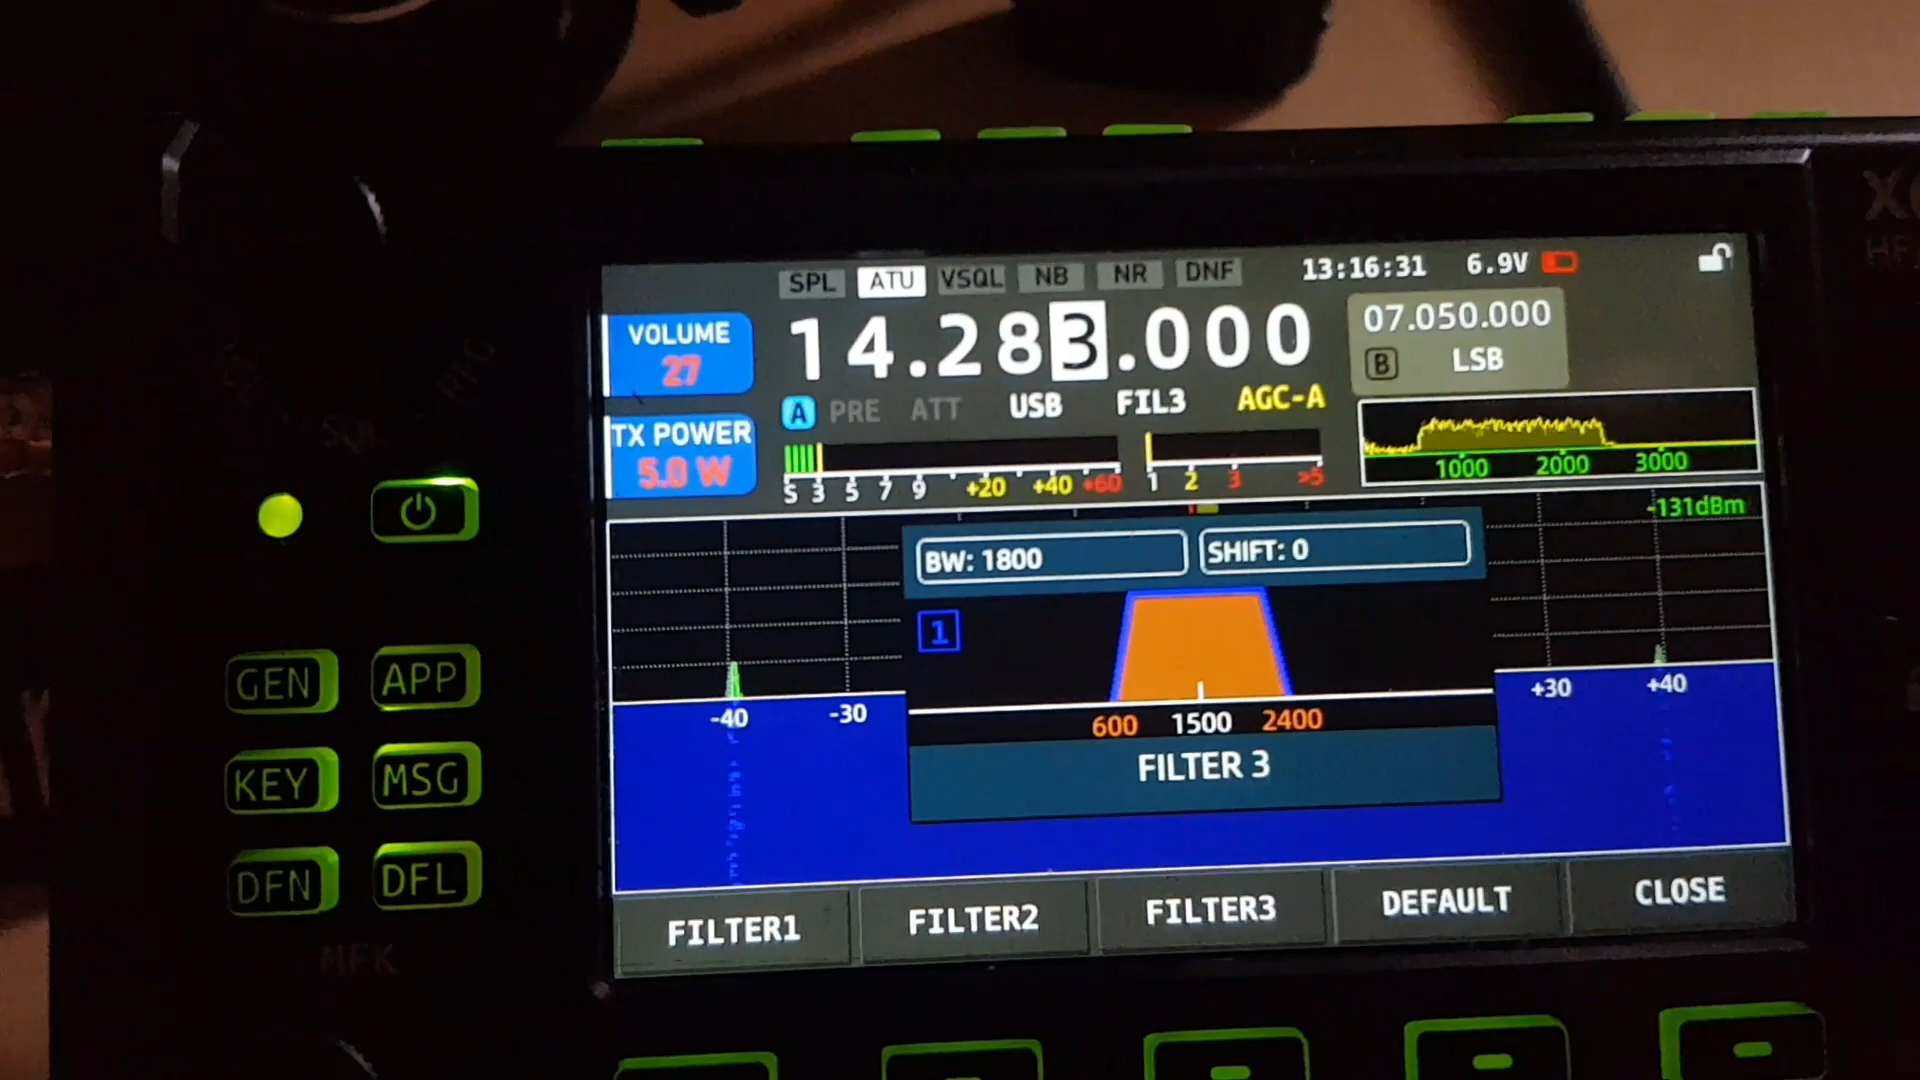 SPL ATU VSQL NB NR DNF 13:16:31 6.9V
VOLUME
27
14.283.000
07.050.000
B LSB
A PRE ATT USB FIL3 AGC-A
TX POWER
5.0 W
S 3 5 7 9 +20 +40 +60
1 2 3 >5
1000 2000 3000
-131dBm
BW: 1800 SHIFT: 0
1
-40 -30
600 1500 2400
+30 +40
FILTER 3
FILTER1 FILTER2 FILTER3 DEFAULT CLOSE
GEN APP
KEY MSG
DFN DFL
MFK